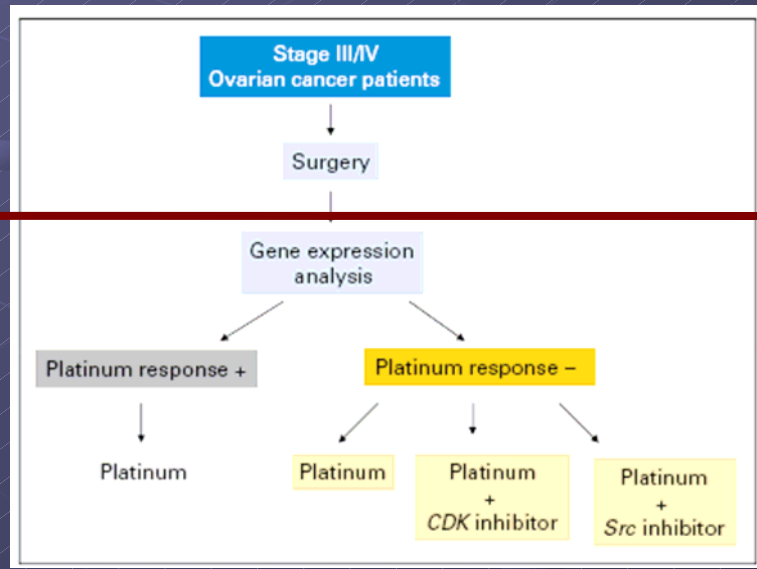 Stage III/IV
Ovarian cancer patients
Surgery
Gene expression
analysis
Platinum response +
Platinum response –
Platinum
Platinum
Platinum
+
CDK inhibitor
Platinum
+
Src inhibitor